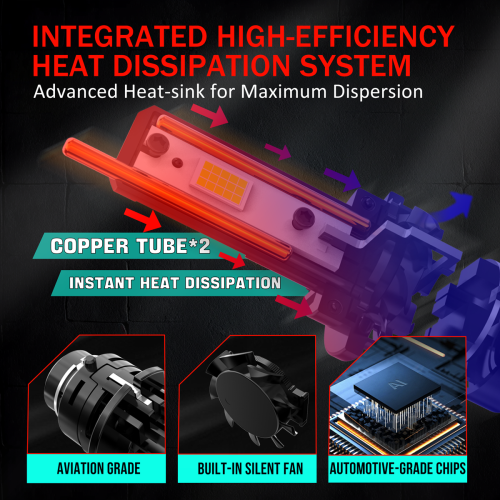 INTEGRATED HIGH-EFFICIENCY
HEAT DISSIPATION SYSTEM
Advanced Heat-sink for Maximum Dispersion
COPPER TUBE*2
INSTANT HEAT DISSIPATION
AI
AVIATION GRADE
BUILT-IN SILENT FAN
AUTOMOTIVE-GRADE CHIPS